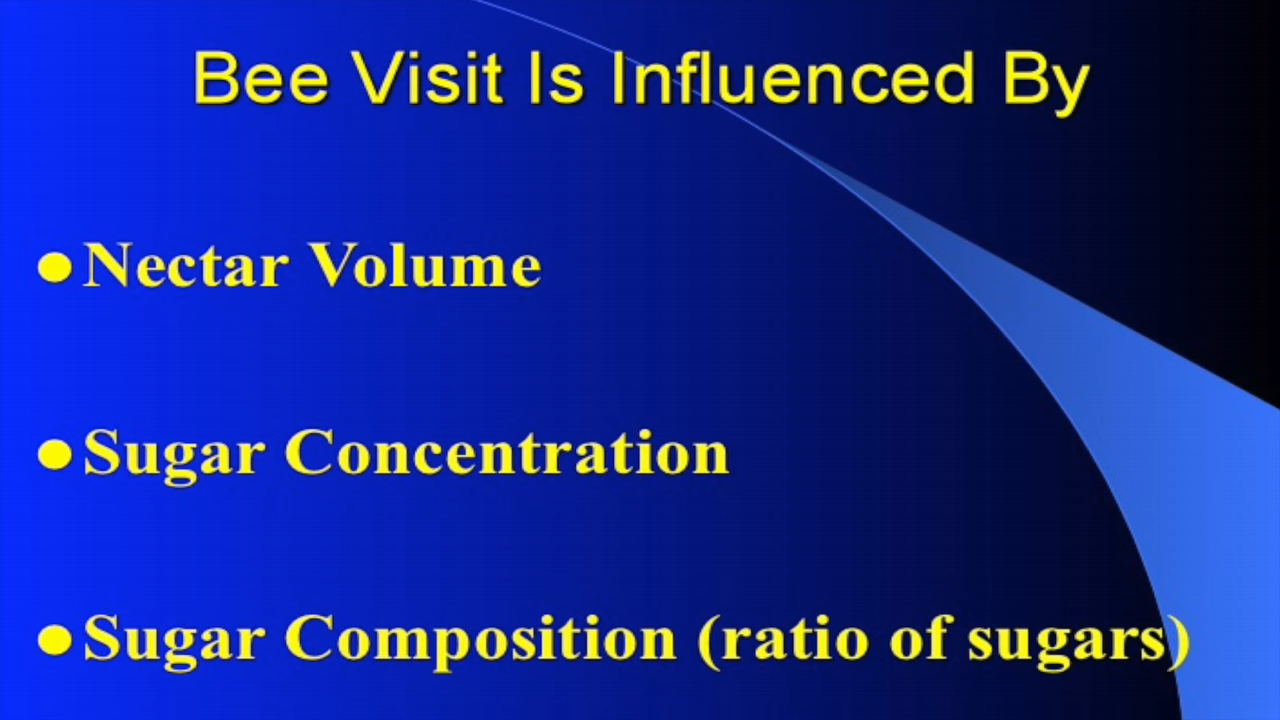 Bee Visit Is Influenced By
● Nectar Volume
● Sugar Concentration
● Sugar Composition (ratio of sugars)